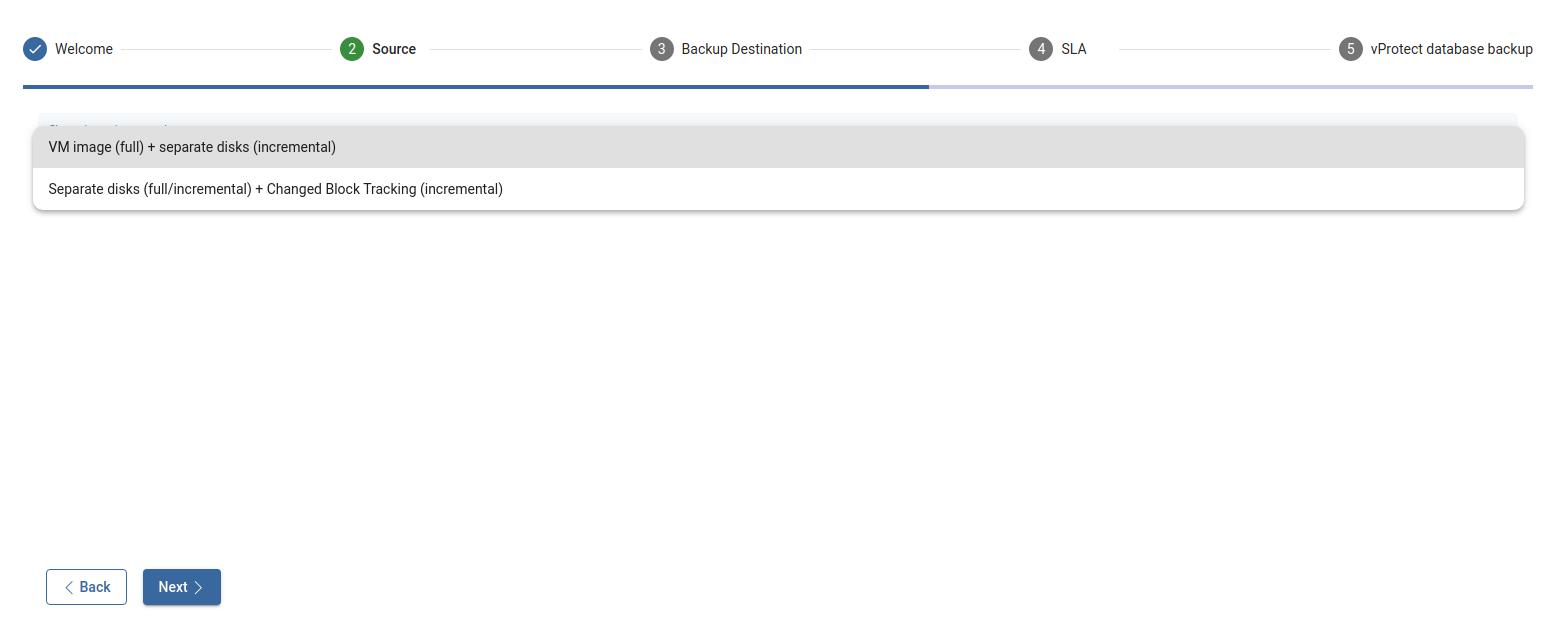 Welcome
2 Source
3 Backup Destination
4 SLA
5 vProtect database backup
VM image (full) + separate disks (incremental)
Separate disks (full/incremental) + Changed Block Tracking (incremental)
Back
Next